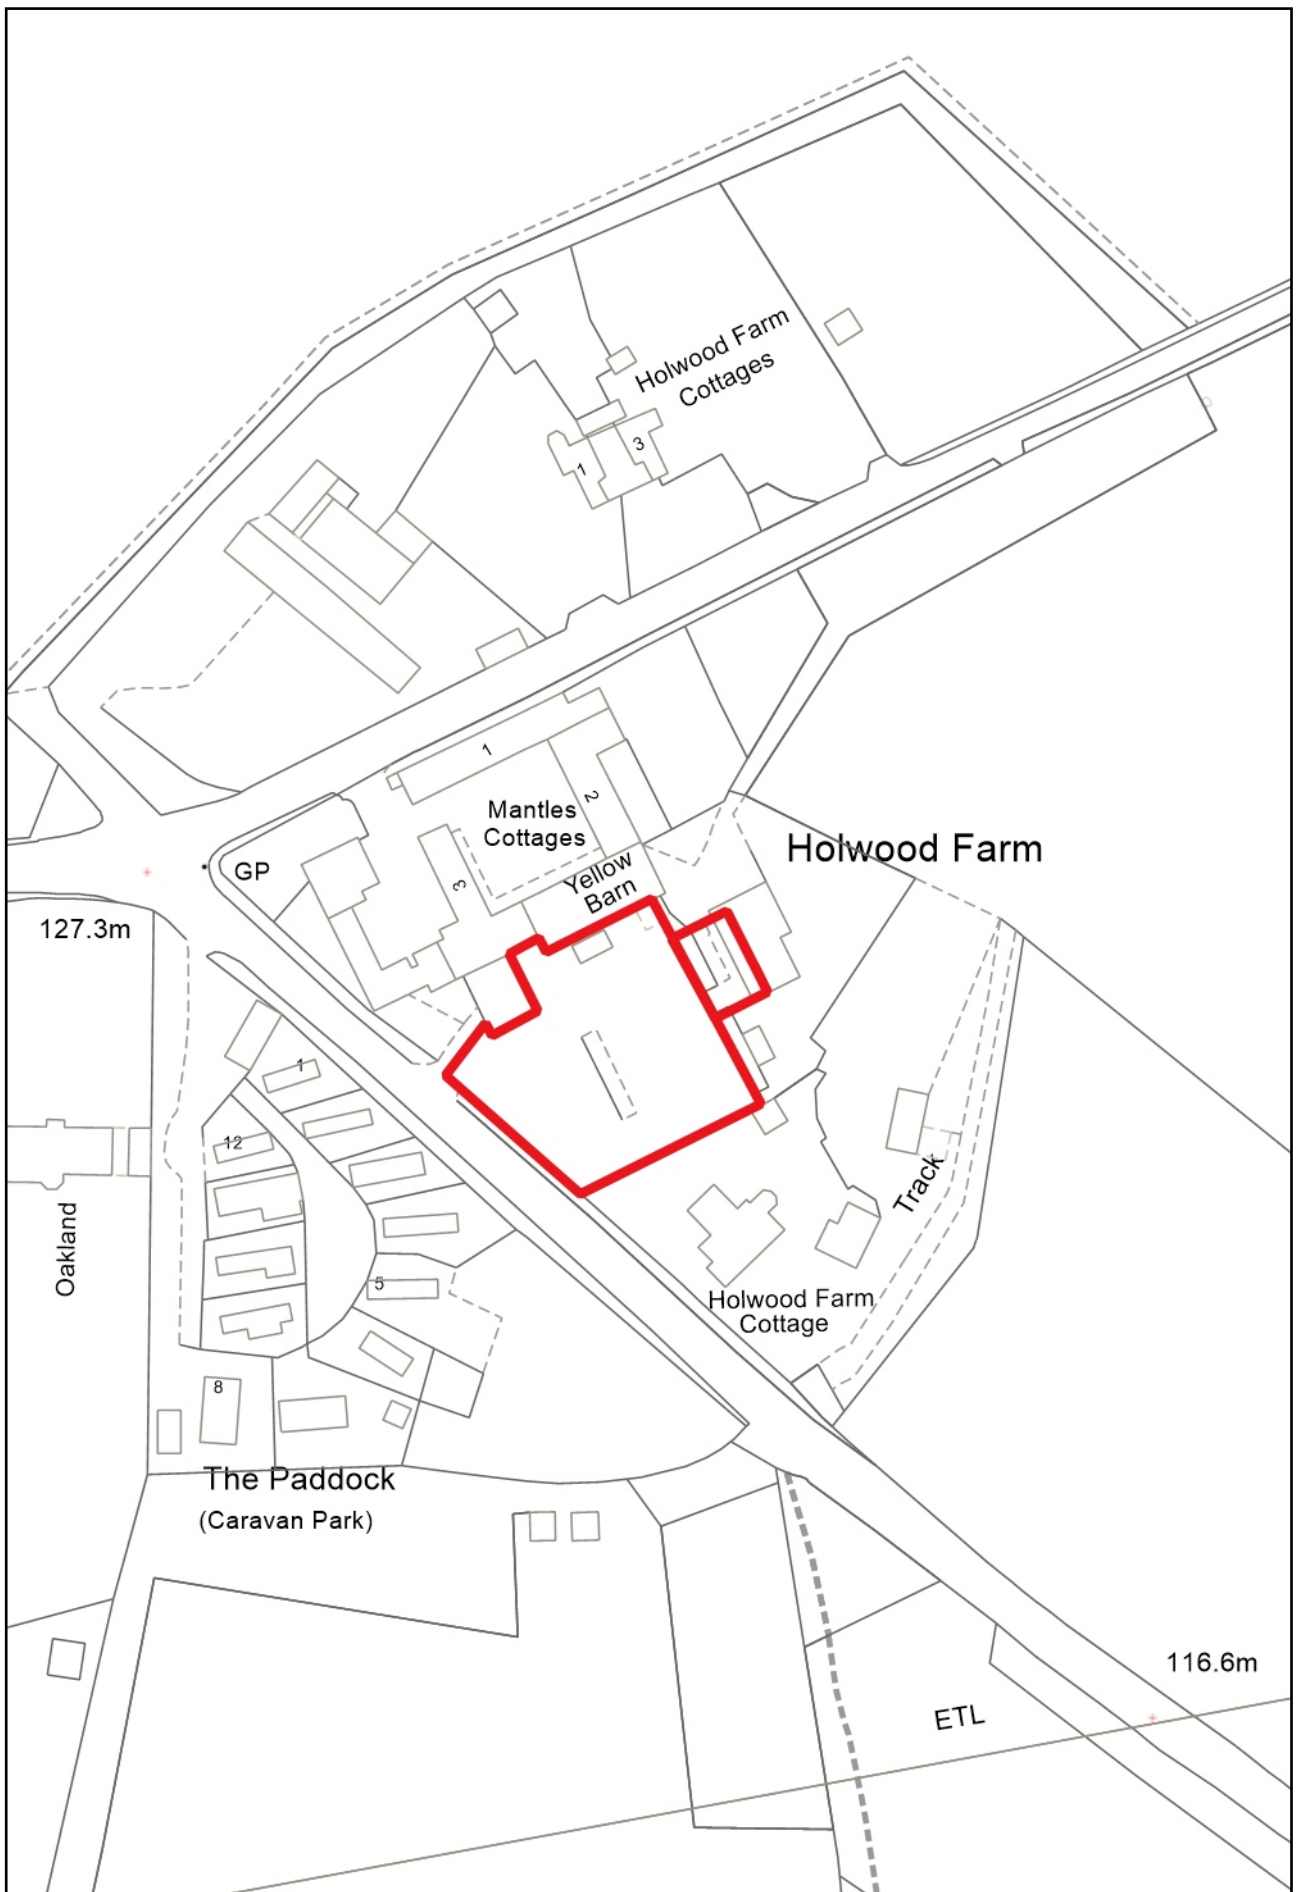 Holwood Farm
Cottages
3
1
1
2
Mantles
Cottages
Holwood Farm
Yellow
Barn
GP
3
127.3m
1
12
Track
Oakland
5
Holwood Farm
Cottage
8
The Paddock
(Caravan Park)
116.6m
ETL